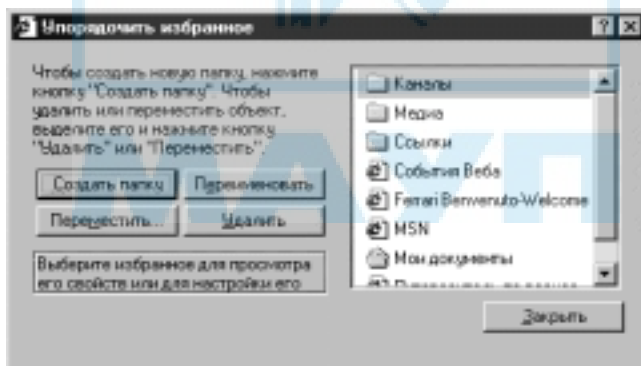 Упорядочить избранное
Чтобы создать новую папку, нажмите
кнопку "Создать папку". Чтобы
удалить или переместить объект,
выделите его и нажмите кнопку
"Удалить" или "Переместить".
Создать папку
Переименовать
Переместить...
Удалить
Выберите избранное для просмотра
его свойств или для настройки его
Каналы
Медиа
Ссылки
События Веба
Ferrari Benvenuto-Welcome
MSN
Мои документы
Закрыть
МАУП